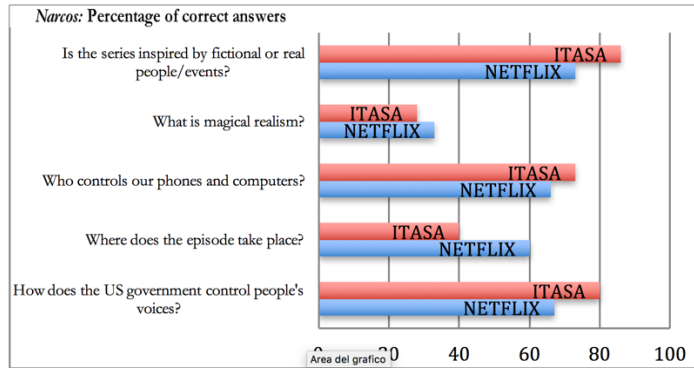 Narcos: Percentage of correct answers
Is the series inspired by fictional or real
people/events?
ITASA
NETFLIX
What is magical realism?
ITASA
NETFLIX
Who controls our phones and computers?
ITASA
NETFLIX
Where does the episode take place?
ITASA
NETFLIX
How does the US government control people's
voices?
ITASA
NETFLIX
0 20 40 60 80 100
Area del grafico